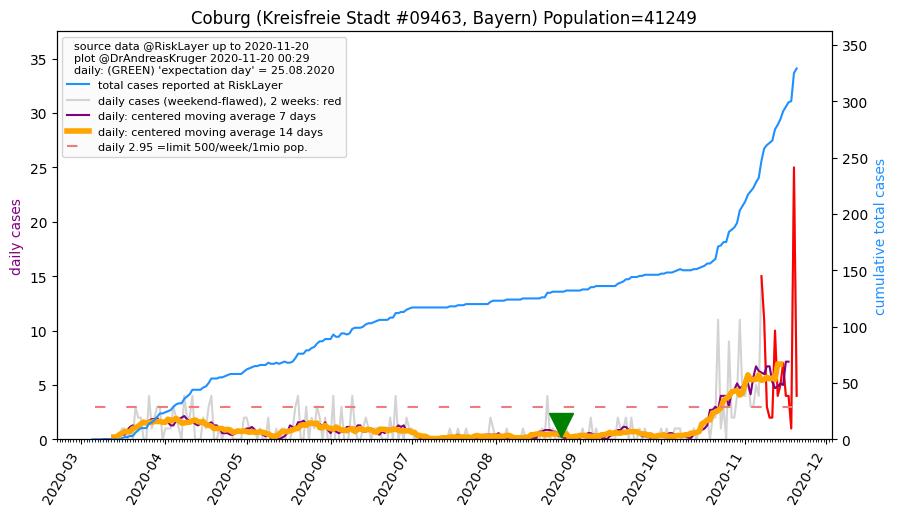 Coburg (Kreisfreie Stadt #09463, Bayern) Population=41249
source data @RiskLayer up to 2020-11-20
plot @DrAndreasKruger 2020-11-20 00:29
daily: (GREEN) 'expectation day' = 25.08.2020
total cases reported at RiskLayer
daily cases (weekend-flawed), 2 weeks: red
daily: centered moving average 7 days
daily: centered moving average 14 days
daily 2.95 =limit 500/week/1mio pop.
daily cases
35
30
25
20
15
10
5
0
cumulative total cases
350
300
250
200
150
100
50
0
2020-03
2020-04
2020-05
2020-06
2020-07
2020-08
2020-09
2020-10
2020-11
2020-12